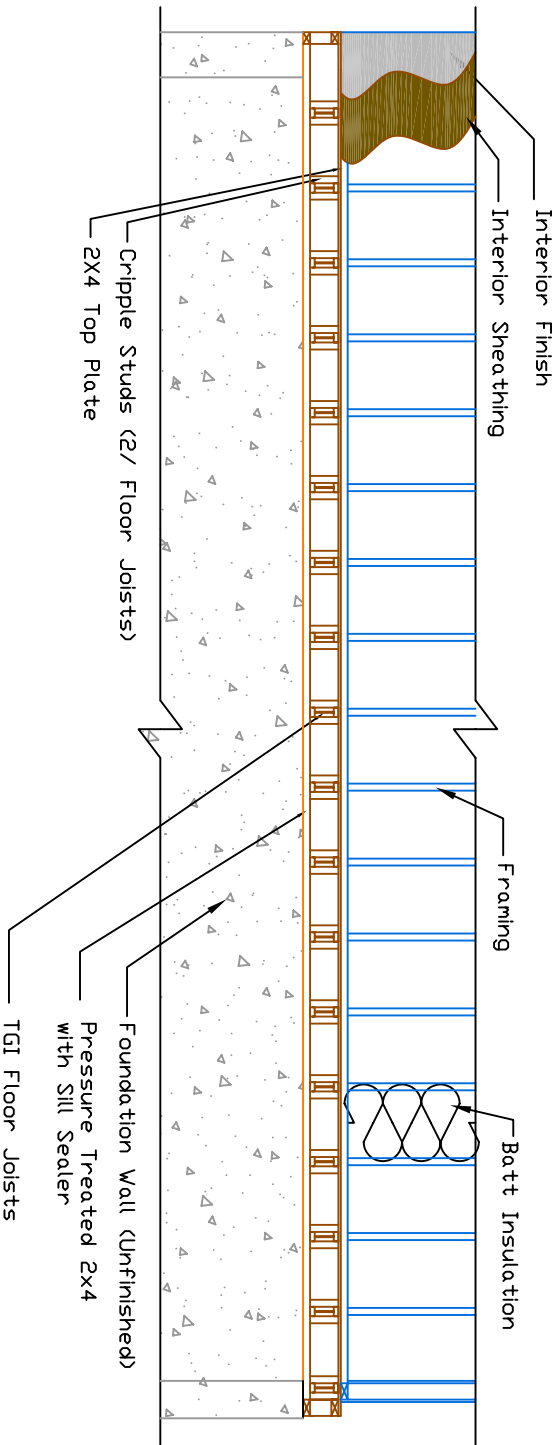 Interior Finish
Interior Sheathing
Framing
Batt Insulation
Cripple Studs (2/ Floor Joists)
2X4 Top Plate
Foundation Wall (Unfinished)
Pressure Treated 2x4
with Sill Sealer
TGI Floor Joists